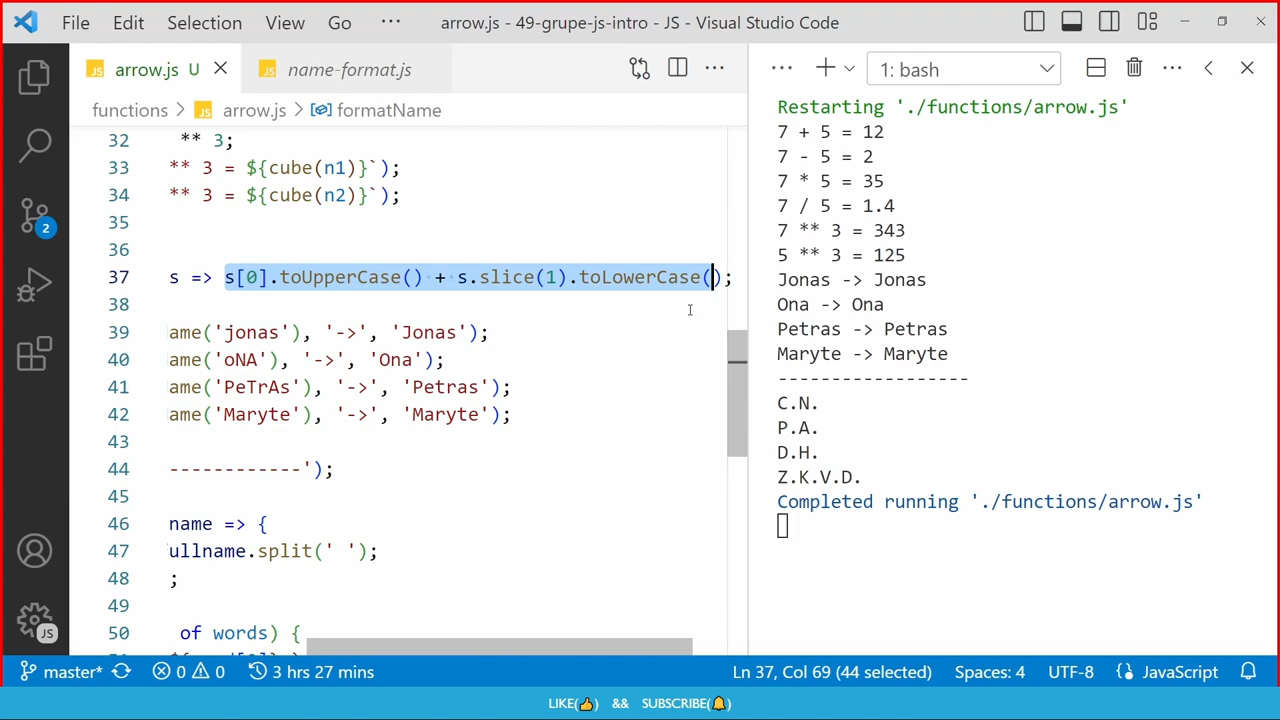 File Edit Selection View Go ··· arrow.js - 49-grupe-js-intro - JS - Visual Studio Code
JS arrow.js U JS name-format.js
functions > JS arrow.js > formatName
32 ** 3;
33 ** 3 = ${cube(n1)}`);
34 ** 3 = ${cube(n2)}`);
35
36
37 s => s[0].toUpperCase() + s.slice(1).toLowerCase();
38
39 ame('jonas'), '->', 'Jonas');
40 ame('oNA'), '->', 'Ona');
41 ame('PeTrAs'), '->', 'Petras');
42 ame('Maryte'), '->', 'Maryte');
43
44 ------------');
45
46 name => {
47 ullname.split(' ');
48 ;
49
50 of words) {
1: bash
Restarting './functions/arrow.js'
7 + 5 = 12
7 - 5 = 2
7 * 5 = 35
7 / 5 = 1.4
7 ** 3 = 343
5 ** 3 = 125
Jonas -> Jonas
Ona -> Ona
Petras -> Petras
Maryte -> Maryte
------------------
C.N.
P.A.
D.H.
Z.K.V.D.
Completed running './functions/arrow.js'
2
JS
master* 0 0 3 hrs 27 mins Ln 37, Col 69 (44 selected) Spaces: 4 UTF-8 {} JavaScript
LIKE(👍) && SUBSCRIBE(🔔)